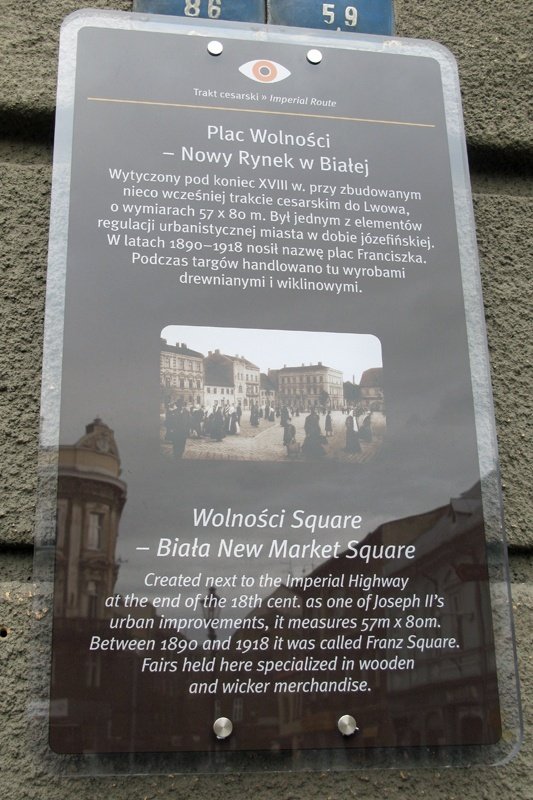 86 59
Trakt cesarski » Imperial Route
Plac Wolności
– Nowy Rynek w Białej
Wytyczony pod koniec XVIII w. przy zbudowanym
nieco wcześniej trakcie cesarskim do Lwowa,
o wymiarach 57 x 80 m. Był jednym z elementów
regulacji urbanistycznej miasta w dobie józefińskiej.
W latach 1890–1918 nosił nazwę plac Franciszka.
Podczas targów handlowano tu wyrobami
drewnianymi i wiklinowymi.
Wolności Square
– Biała New Market Square
Created next to the Imperial Highway
at the end of the 18th cent. as one of Joseph II's
urban improvements, it measures 57m x 80m.
Between 1890 and 1918 it was called Franz Square.
Fairs held here specialized in wooden
and wicker merchandise.